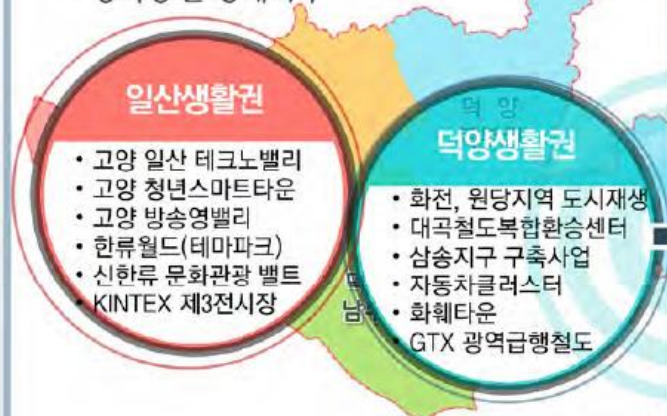 일산생활권
• 고양 일산 테크노밸리
• 고양 청년스마트타운
• 고양 방송영밸리
• 한류월드(테마파크)
• 신한류 문화관광 밸트
• KINTEX 제3전시장
덕 양
덕양생활권
• 화전, 원당지역 도시재생
• 대곡철도복합환승센터
• 삼송지구 구축사업
• 자동차클러스터
• 화훼타운
• GTX 광역급행철도